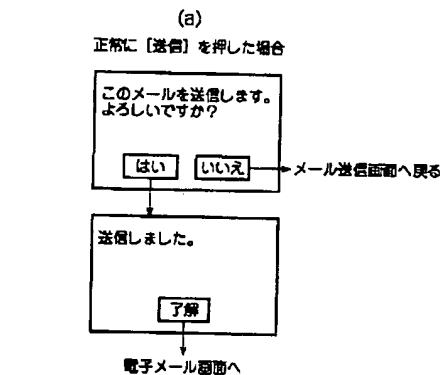 (a)
正常に［送信］を押した場合
このメールを送信します。
よろしいですか？
はい
いいえ
メール送信画面へ戻る
送信しました。
了解
電子メール画面へ